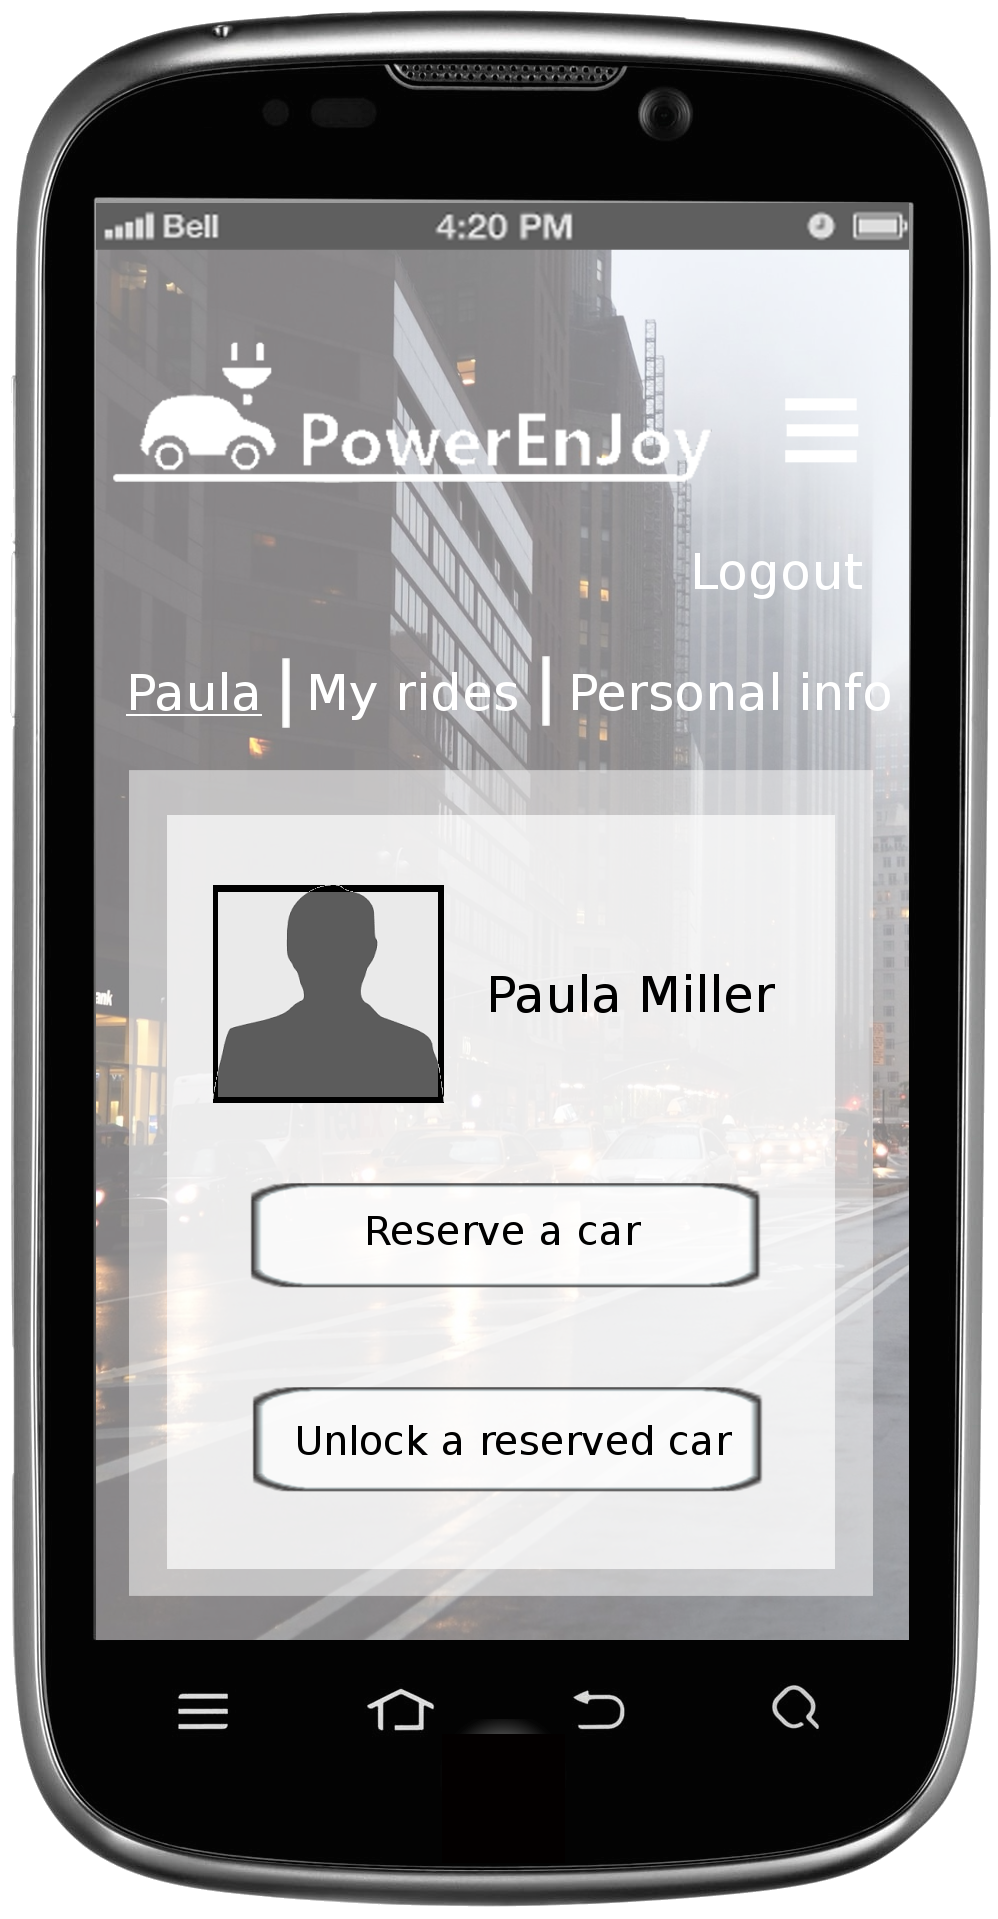 Bell 4:20 PM
PowerEnJoy
Logout
Paula | My rides | Personal info
Paula Miller
Reserve a car
Unlock a reserved car